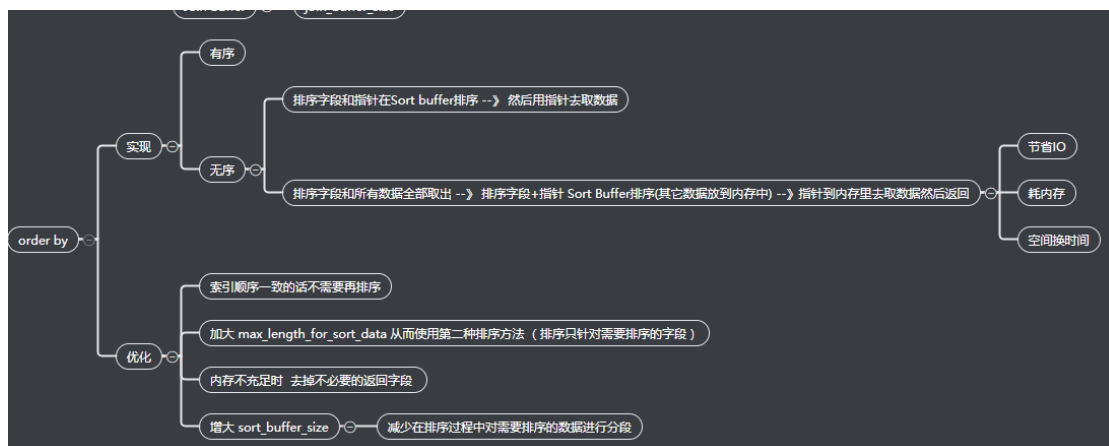 join_buffer_size
有序
排序字段和指针在Sort buffer排序 --》 然后用指针去取数据
实现
节省IO
无序
排序字段和所有数据全部取出 --》 排序字段+指针 Sort Buffer排序(其它数据放到内存中) --》指针到内存里去取数据然后返回
耗内存
order by
空间换时间
索引顺序一致的话不需要再排序
加大 max_length_for_sort_data 从而使用第二种排序方法 （ 排序只针对需要排序的字段 ）
优化
内存不充足时 去掉不必要的返回字段
增大 sort_buffer_size
减少在排序过程中对需要排序的数据进行分段